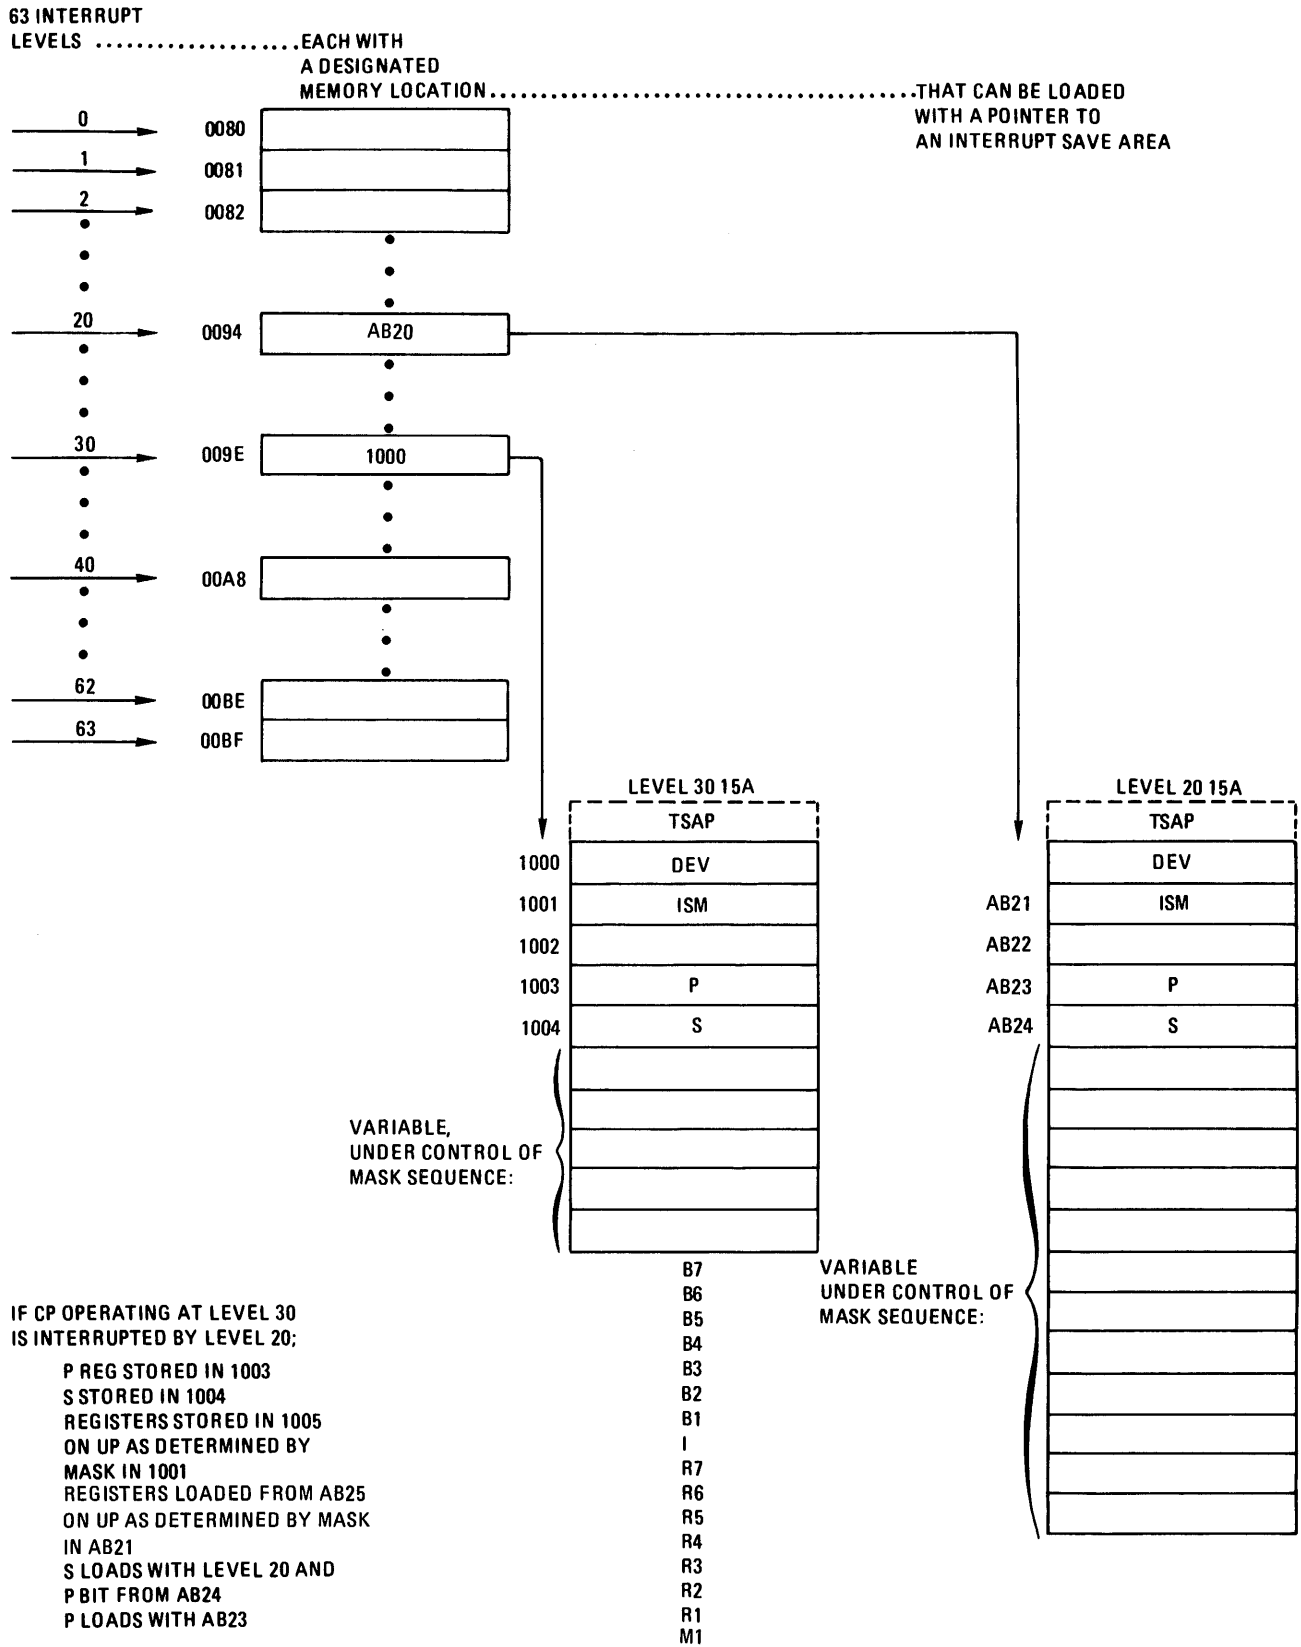 63 INTERRUPT
LEVELS ....................EACH WITH
A DESIGNATED
MEMORY LOCATION..........................................THAT CAN BE LOADED
WITH A POINTER TO
AN INTERRUPT SAVE AREA
0 0080
1 0081
2 0082
20 0094 AB20
30 009E 1000
40 00A8
62 00BE
63 00BF
LEVEL 30 15A
TSAP
1000 DEV
1001 ISM
1002
1003 P
1004 S
VARIABLE,
UNDER CONTROL OF
MASK SEQUENCE:
B7
B6
B5
B4
B3
B2
B1
I
R7
R6
R5
R4
R3
R2
R1
M1
LEVEL 20 15A
TSAP
DEV
AB21 ISM
AB22
AB23 P
AB24 S
VARIABLE
UNDER CONTROL OF
MASK SEQUENCE:
IF CP OPERATING AT LEVEL 30
IS INTERRUPTED BY LEVEL 20;
P REG STORED IN 1003
S STORED IN 1004
REGISTERS STORED IN 1005
ON UP AS DETERMINED BY
MASK IN 1001
REGISTERS LOADED FROM AB25
ON UP AS DETERMINED BY MASK
IN AB21
S LOADS WITH LEVEL 20 AND
P BIT FROM AB24
P LOADS WITH AB23